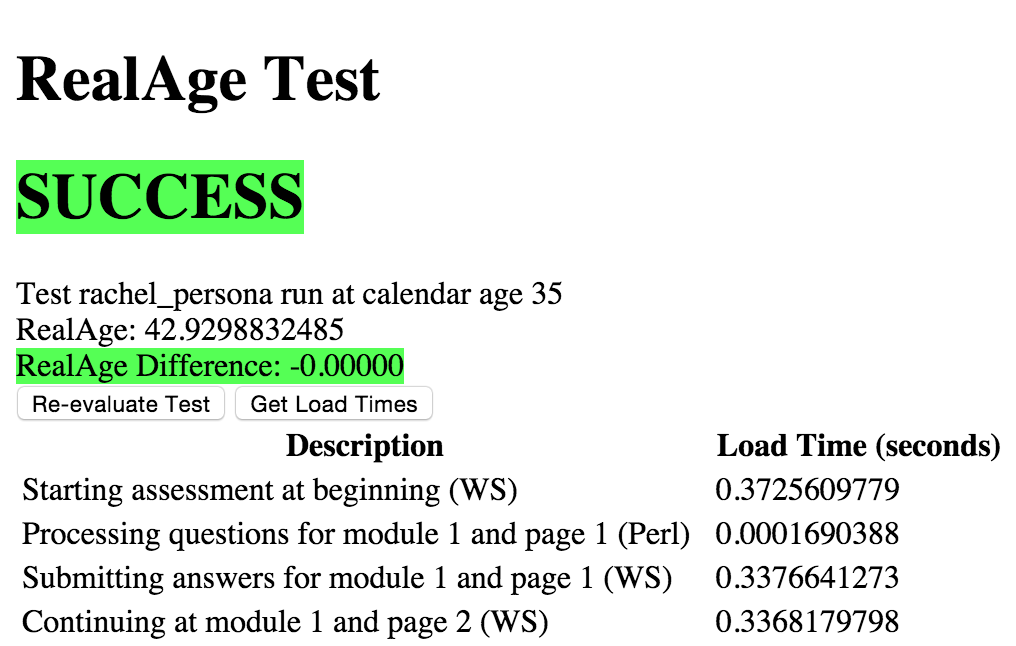 RealAge Test
SUCCESS
Test rachel_persona run at calendar age 35
RealAge: 42.9298832485
RealAge Difference: -0.00000
Re-evaluate Test Get Load Times
Description Load Time (seconds)
Starting assessment at beginning (WS) 0.3725609779
Processing questions for module 1 and page 1 (Perl) 0.0001690388
Submitting answers for module 1 and page 1 (WS) 0.3376641273
Continuing at module 1 and page 2 (WS) 0.3368179798